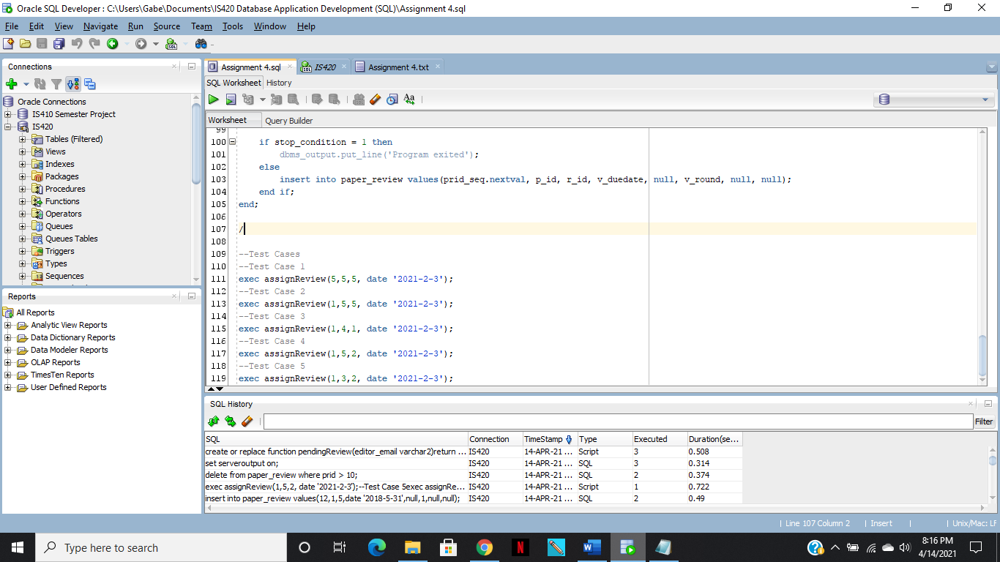 Oracle SQL Developer : C:\Users\Gabe\Documents\IS420 Database Application Development (SQL)\Assignment 4.sql
File Edit View Navigate Run Source Team Tools Window Help
Connections
Oracle Connections
IS410 Semester Project
IS420
Tables (Filtered)
Views
Indexes
Packages
Procedures
Functions
Operators
Queues
Queues Tables
Triggers
Types
Sequences
Reports
All Reports
Analytic View Reports
Data Dictionary Reports
Data Modeler Reports
OLAP Reports
TimesTen Reports
User Defined Reports
Assignment 4.sql IS420 Assignment 4.txt
SQL Worksheet History
Worksheet Query Builder
99
100 if stop_condition = 1 then
101 dbms_output.put_line('Program exited');
102 else
103 insert into paper_review values(prid_seq.nextval, p_id, r_id, v_duedate, null, v_round, null, null);
104 end if;
105 end;
106
107 /
108
109 --Test Cases
110 --Test Case 1
111 exec assignReview(5,5,5, date '2021-2-3');
112 --Test Case 2
113 exec assignReview(1,5,5, date '2021-2-3');
114 --Test Case 3
115 exec assignReview(1,4,1, date '2021-2-3');
116 --Test Case 4
117 exec assignReview(1,5,2, date '2021-2-3');
118 --Test Case 5
119 exec assignReview(1,3,2, date '2021-2-3');
SQL History
Filter
SQL Connection TimeStamp Type Executed Duration(se...
create or replace function pendingReview(editor_email varchar2)return ... IS420 14-APR-21 ... Script 3 0.508
set serveroutput on; IS420 14-APR-21 ... SQL 3 0.314
delete from paper_review where prid > 10; IS420 14-APR-21 ... SQL 2 0.374
exec assignReview(1,5,2, date '2021-2-3');--Test Case 5exec assignRe... IS420 14-APR-21 ... Script 1 0.722
insert into paper_review values(12,1,5,date '2018-5-31',null,1,null,null); IS420 14-APR-21 ... SQL 2 0.49
Line 107 Column 2 Insert Unix/Mac: LF
Type here to search
8:16 PM
4/14/2021